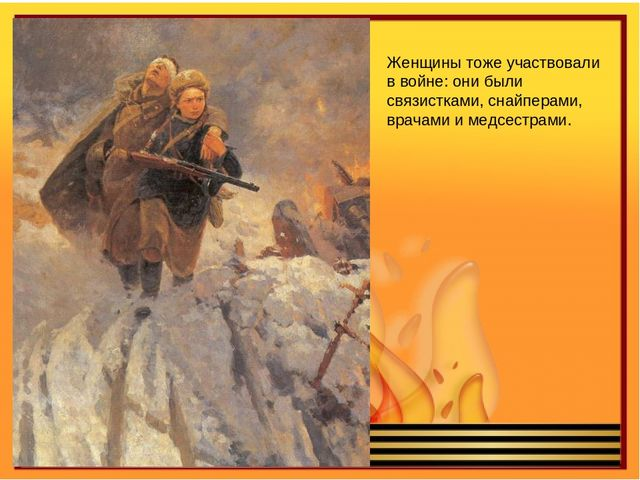 Женщины тоже участвовали
в войне: они были
связистками, снайперами,
врачами и медсестрами.